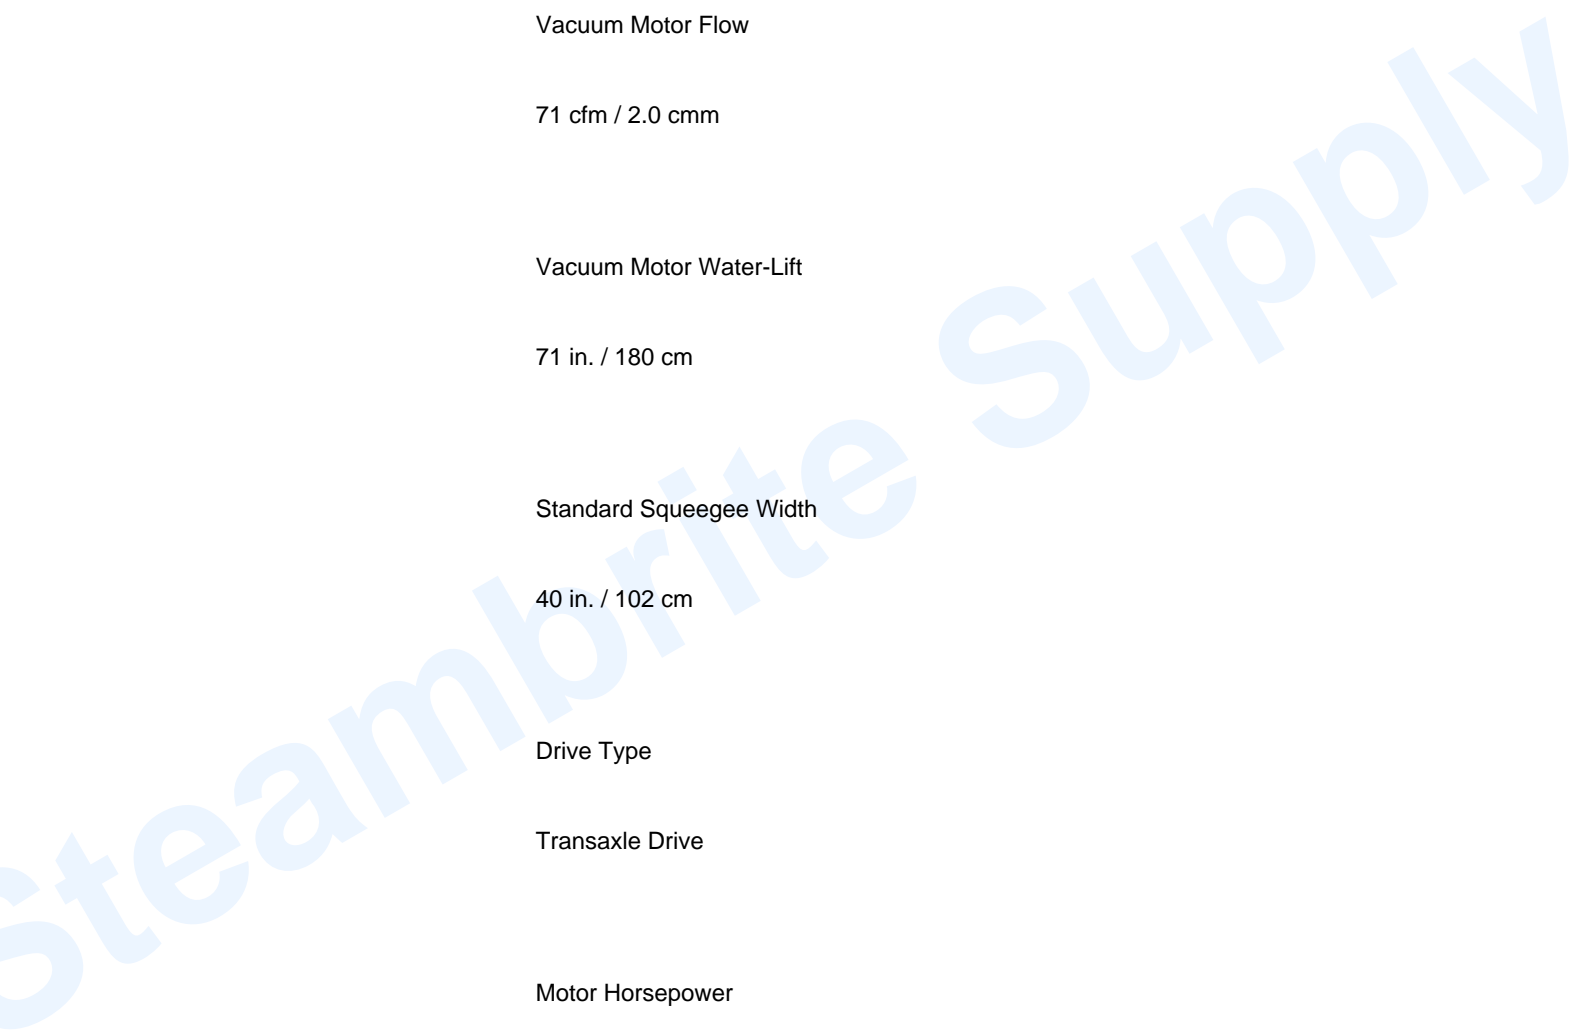 Vacuum Motor Flow
71 cfm / 2.0 cmm
Vacuum Motor Water-Lift
71 in. / 180 cm
Standard Squeegee Width
40 in. / 102 cm
Drive Type
Transaxle Drive
Motor Horsepower
Steambrite Supply